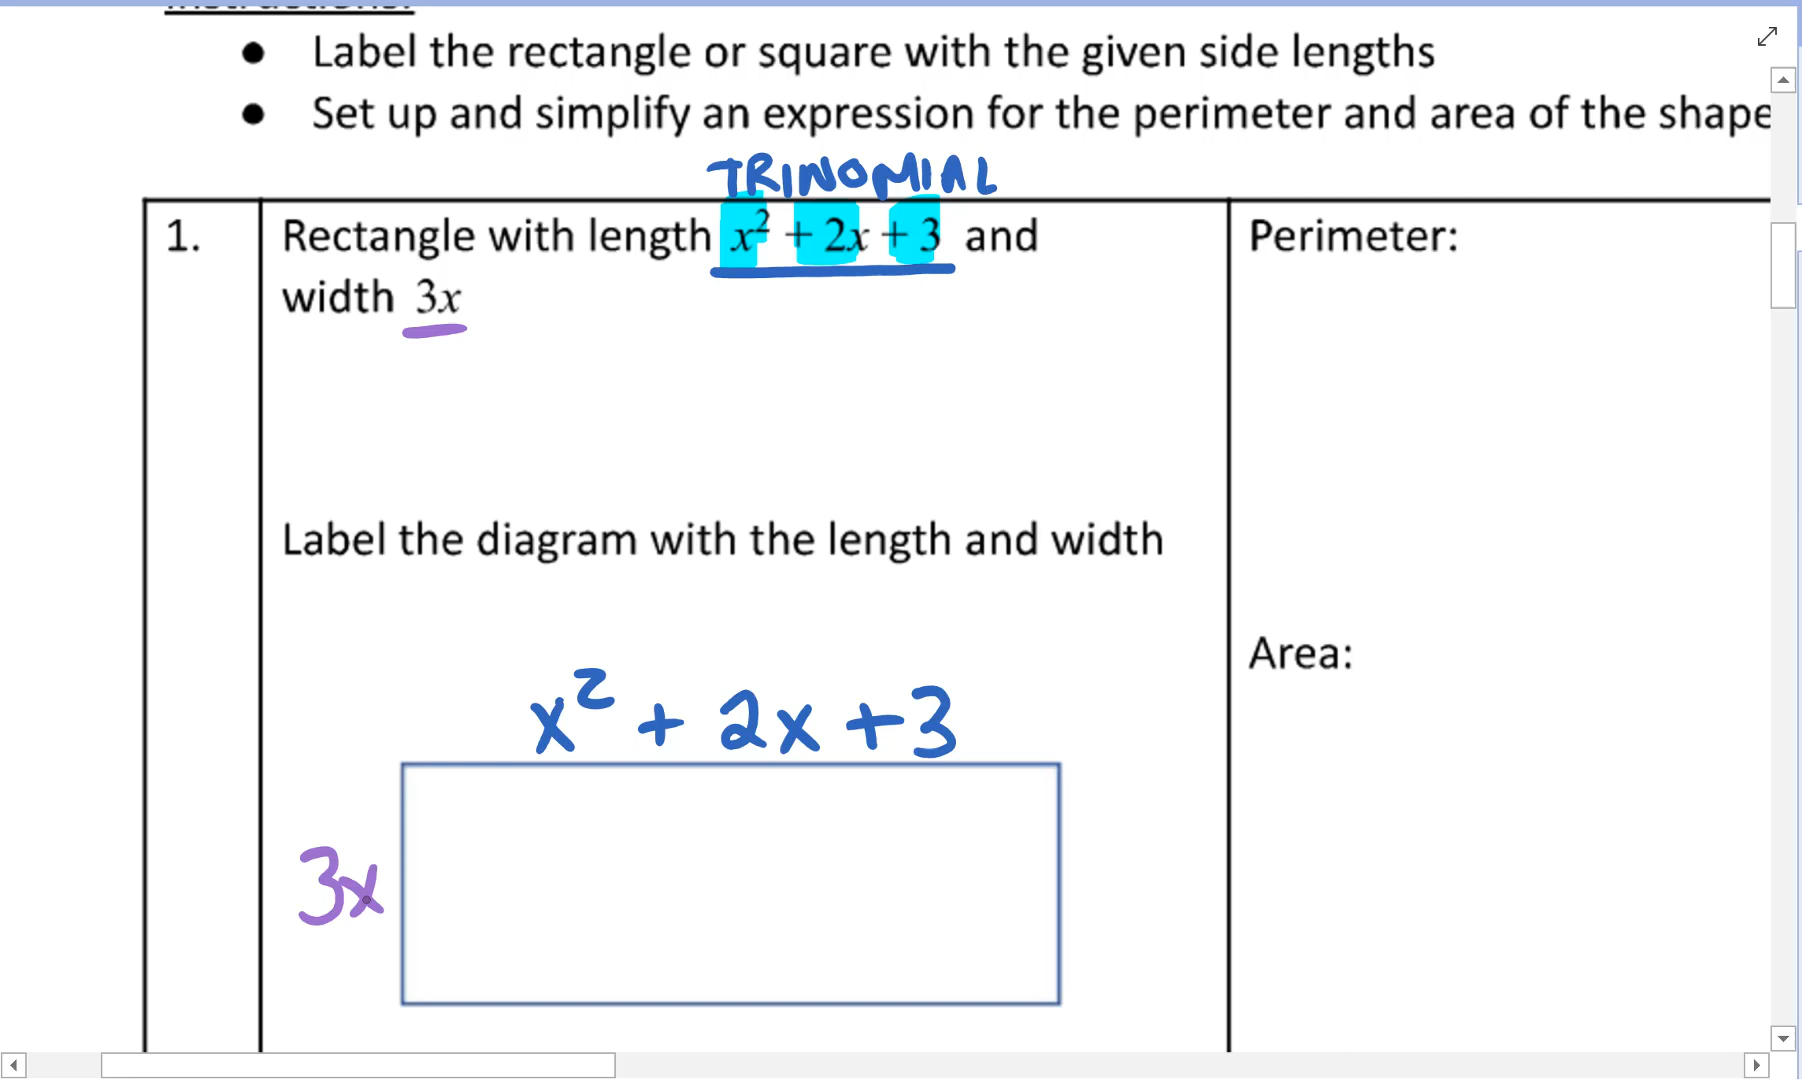 Instructions:
● Label the rectangle or square with the given side lengths
● Set up and simplify an expression for the perimeter and area of the shape
TRINOMIAL
1. Rectangle with length x² + 2x + 3 and
width 3x
Perimeter:
Label the diagram with the length and width
Area:
x² + 2x + 3
3x